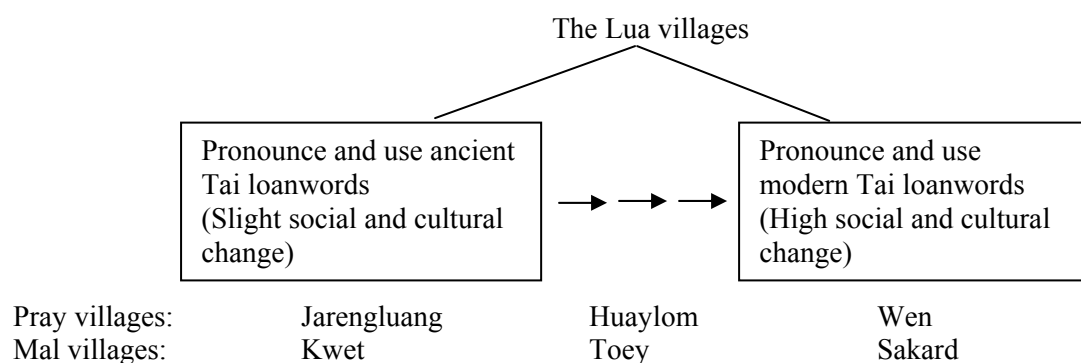 The Lua villages
Pronounce and use ancient
Tai loanwords
(Slight social and cultural
change)
Pronounce and use
modern Tai loanwords
(High social and cultural
change)
Pray villages: Jarengluang Huaylom Wen
Mal villages: Kwet Toey Sakard